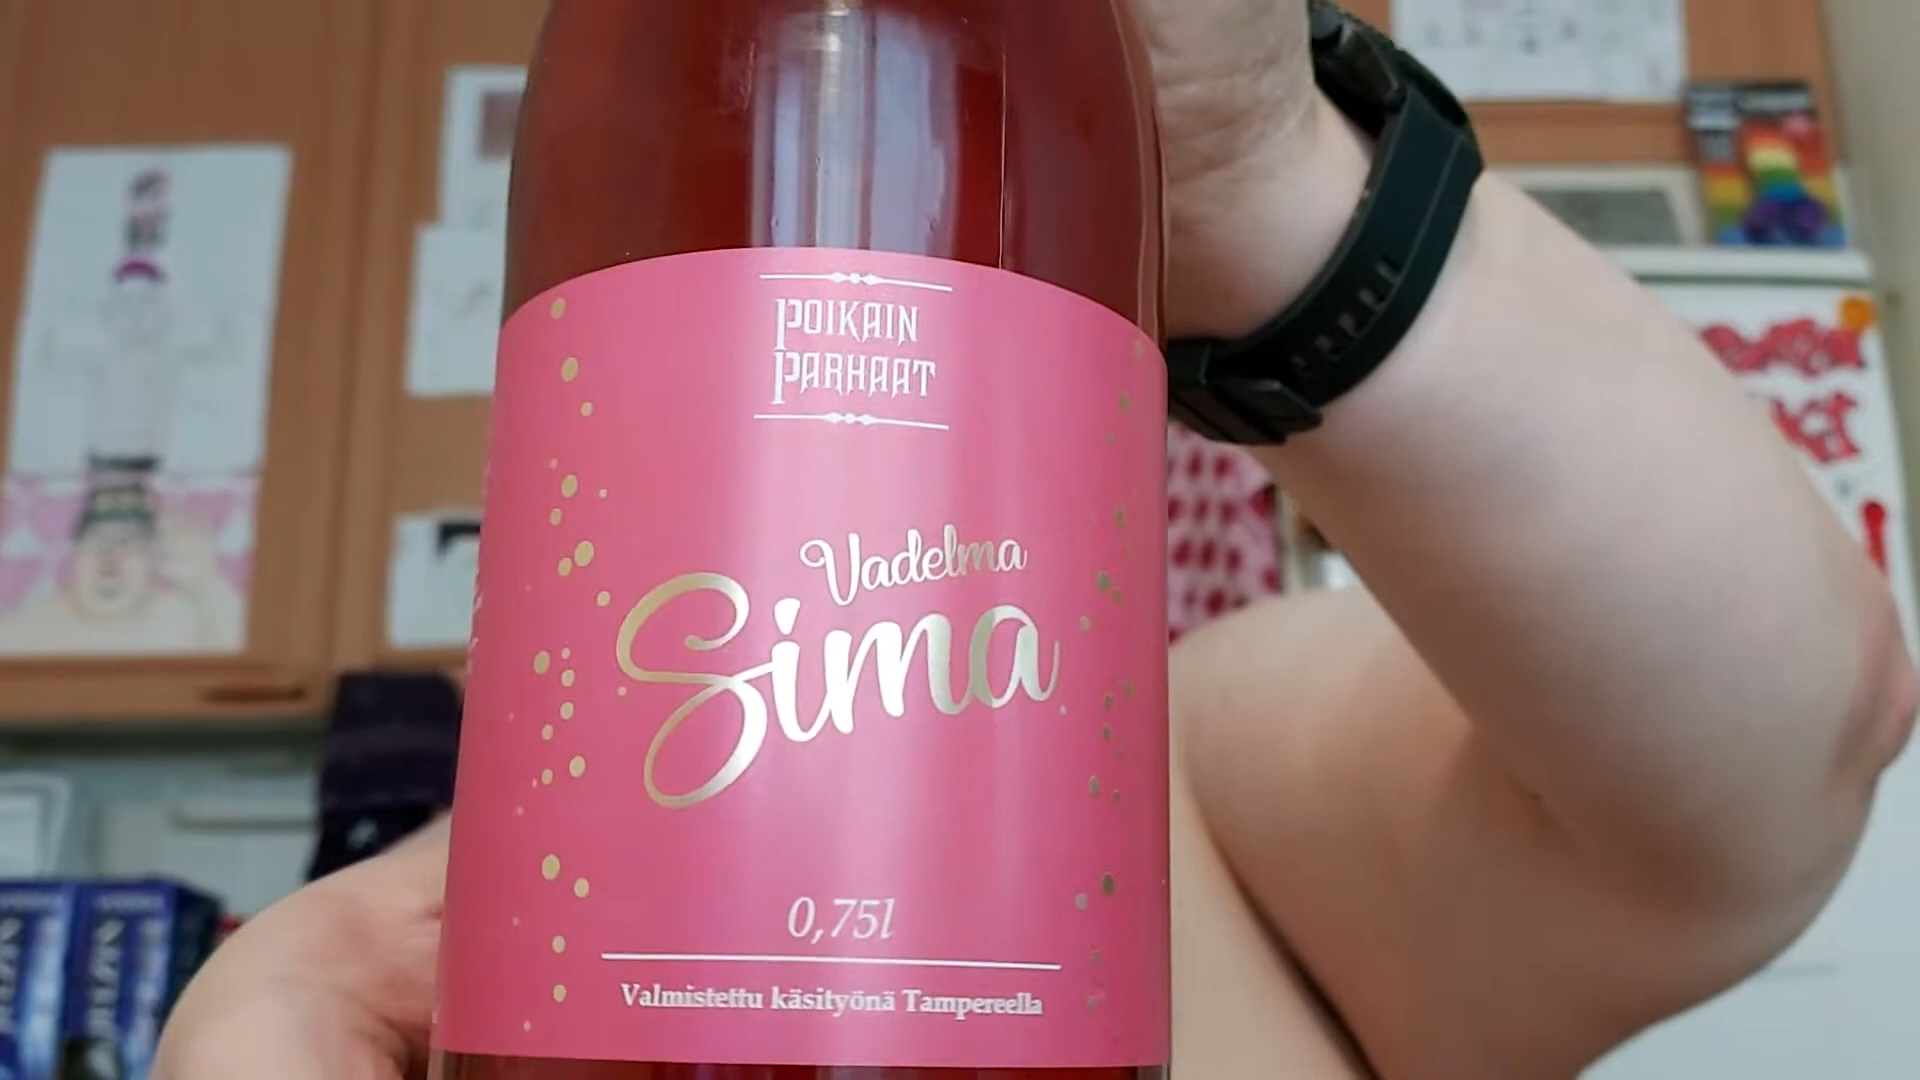 POIKAIN
PARHAAT
Vadelma
Sima
0,75l
Valmistettu käsityönä Tampereella